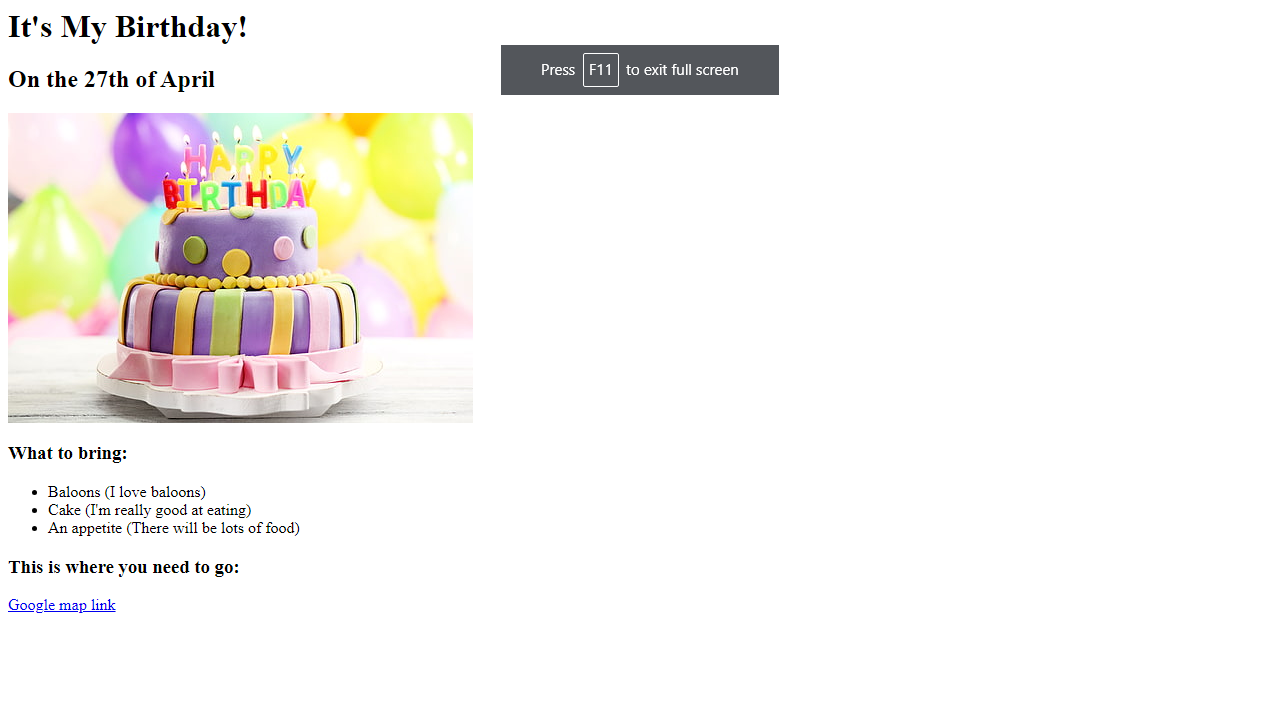 It's My Birthday!
Press F11 to exit full screen
On the 27th of April
HAPPY
BIRTHDAY
What to bring:
Baloons (I love baloons)
Cake (I'm really good at eating)
An appetite (There will be lots of food)
This is where you need to go:
Google map link